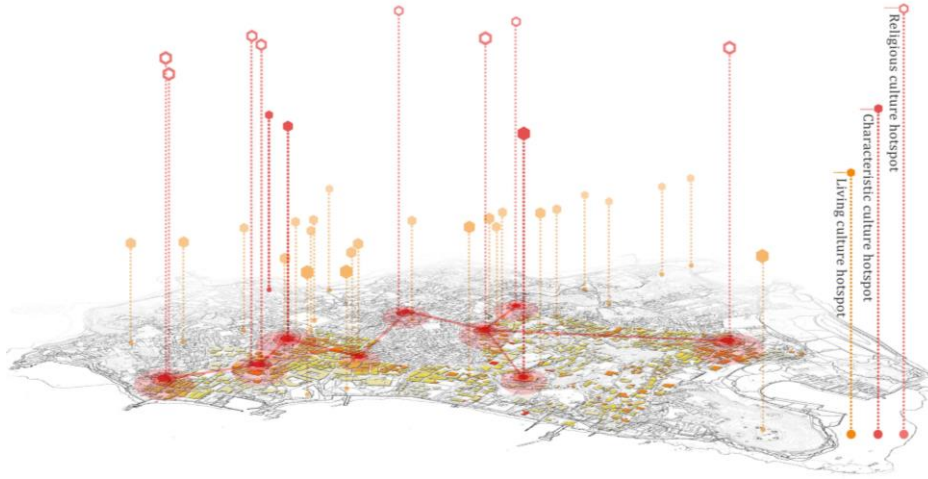 Religious culture hotspot
Characteristic culture hotspot
Living culture hotspot